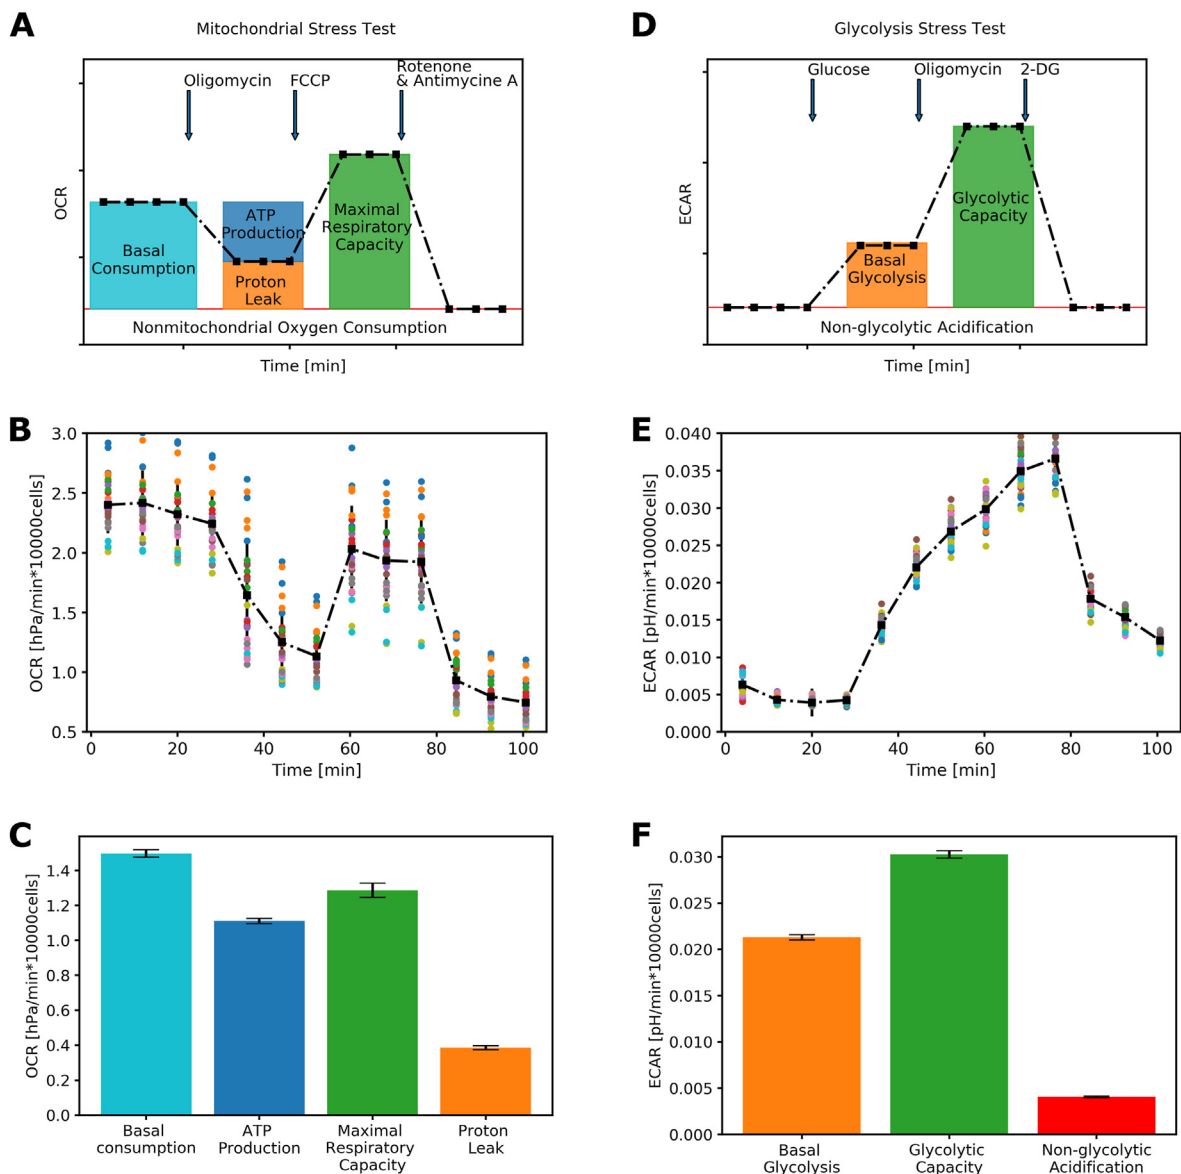 A
Mitochondrial Stress Test
Oligomycin
FCCP
Rotenone
& Antimycine A
OCR
Basal
Consumption
ATP
Production
Proton
Leak
Maximal
Respiratory
Capacity
Nonmitochondrial Oxygen Consumption
Time [min]
D
Glycolysis Stress Test
Glucose
Oligomycin
2-DG
ECAR
Basal
Glycolysis
Glycolytic
Capacity
Non-glycolytic Acidification
Time [min]
B
OCR [hPa/min*10000cells]
3.0
2.5
2.0
1.5
1.0
0.5
0 20 40 60 80 100
Time [min]
E
ECAR [pH/min*10000cells]
0.040
0.035
0.030
0.025
0.020
0.015
0.010
0.005
0.000
0 20 40 60 80 100
Time [min]
C
OCR [hPa/min*10000cells]
1.4
1.2
1.0
0.8
0.6
0.4
0.2
0.0
Basal
consumption
ATP
Production
Maximal
Respiratory
Capacity
Proton
Leak
F
ECAR [pH/min*10000cells]
0.030
0.025
0.020
0.015
0.010
0.005
0.000
Basal
Glycolysis
Glycolytic
Capacity
Non-glycolytic
Acidification